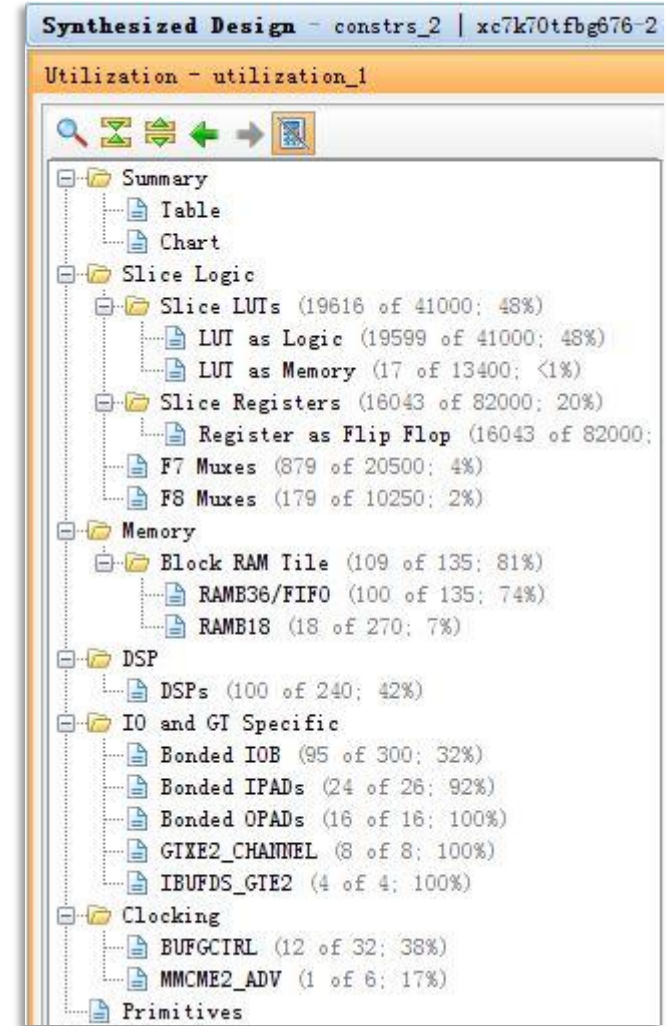 Synthesized Design - constrs_2 | xc7k70tfbg676-2
Utilization - utilization_1
Summary
Table
Chart
Slice Logic
Slice LUTs (19616 of 41000; 48%)
LUT as Logic (19599 of 41000; 48%)
LUT as Memory (17 of 13400; <1%)
Slice Registers (16043 of 82000; 20%)
Register as Flip Flop (16043 of 82000;
F7 Muxes (879 of 20500; 4%)
F8 Muxes (179 of 10250; 2%)
Memory
Block RAM Tile (109 of 135; 81%)
RAMB36/FIFO (100 of 135; 74%)
RAMB18 (18 of 270; 7%)
DSP
DSPs (100 of 240; 42%)
IO and GT Specific
Bonded IOB (95 of 300; 32%)
Bonded IPADs (24 of 26; 92%)
Bonded OPADs (16 of 16; 100%)
GTXE2_CHANNEL (8 of 8; 100%)
IBUFDS_GTE2 (4 of 4; 100%)
Clocking
BUFGCTRL (12 of 32; 38%)
MMCME2_ADV (1 of 6; 17%)
Primitives